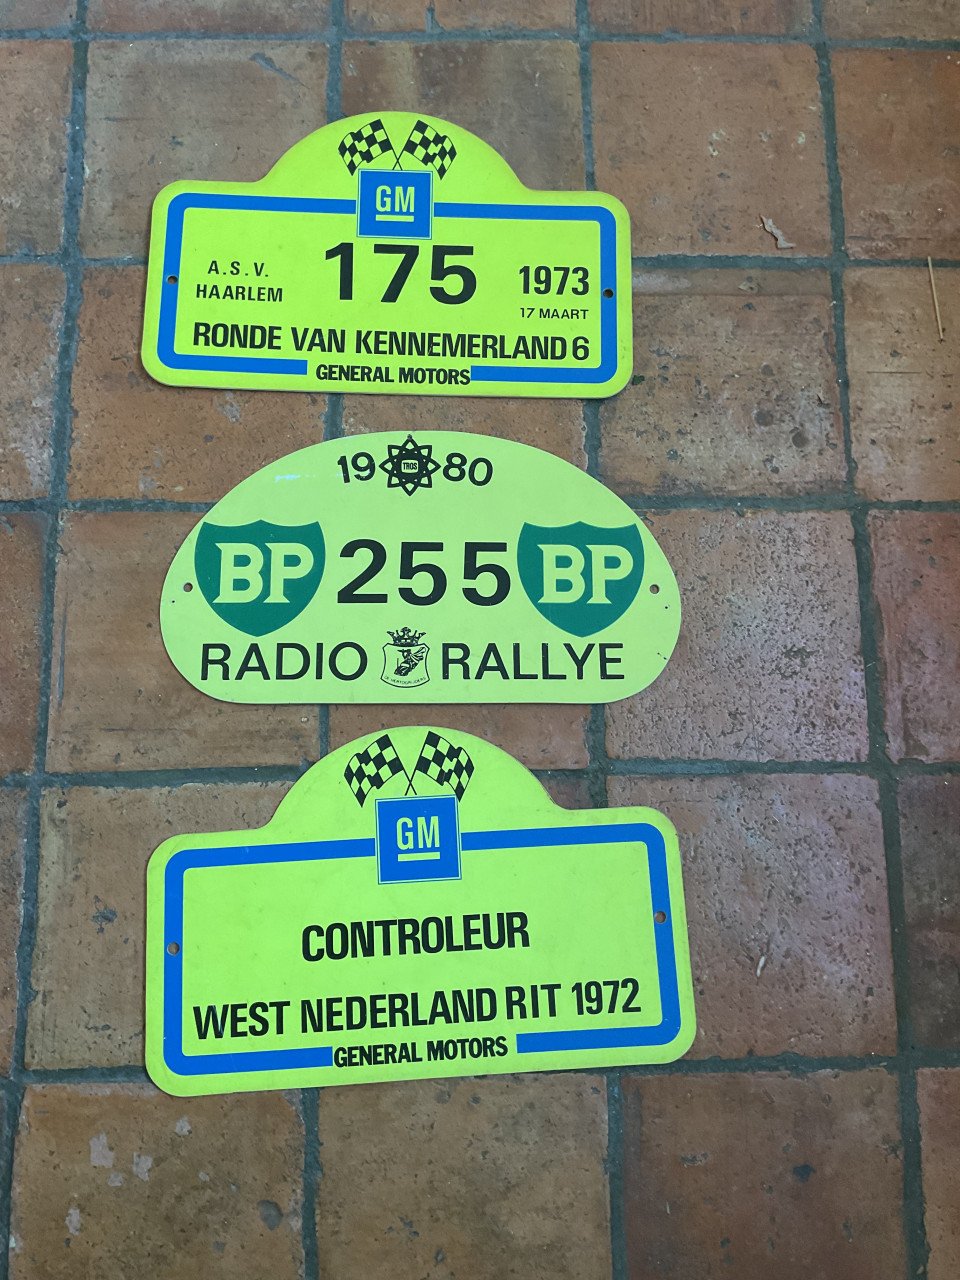 GM
175
A.S.V.
HAARLEM
1973
17 MAART
RONDE VAN KENNEMERLAND 6
GENERAL MOTORS
19 TROS 80
BP 255 BP
RADIO RALLYE
GM
CONTROLEUR
WEST NEDERLAND RIT 1972
GENERAL MOTORS